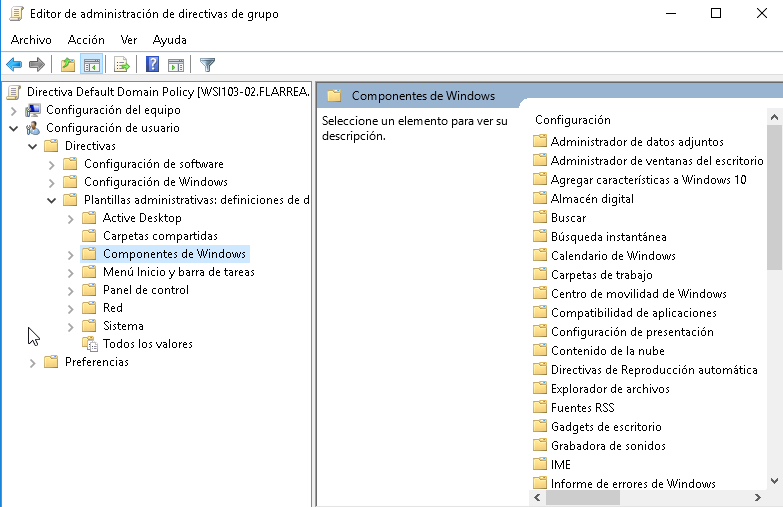 Editor de administración de directivas de grupo
Archivo Acción Ver Ayuda
Directiva Default Domain Policy [WSI103-02.FLARREA.
Configuración del equipo
Configuración de usuario
Directivas
Configuración de software
Configuración de Windows
Plantillas administrativas: definiciones de d
Active Desktop
Carpetas compartidas
Componentes de Windows
Menú Inicio y barra de tareas
Panel de control
Red
Sistema
Todos los valores
Preferencias
Componentes de Windows
Seleccione un elemento para ver su
descripción.
Configuración
Administrador de datos adjuntos
Administrador de ventanas del escritorio
Agregar características a Windows 10
Almacén digital
Buscar
Búsqueda instantánea
Calendario de Windows
Carpetas de trabajo
Centro de movilidad de Windows
Compatibilidad de aplicaciones
Configuración de presentación
Contenido de la nube
Directivas de Reproducción automática
Explorador de archivos
Fuentes RSS
Gadgets de escritorio
Grabadora de sonidos
IME
Informe de errores de Windows